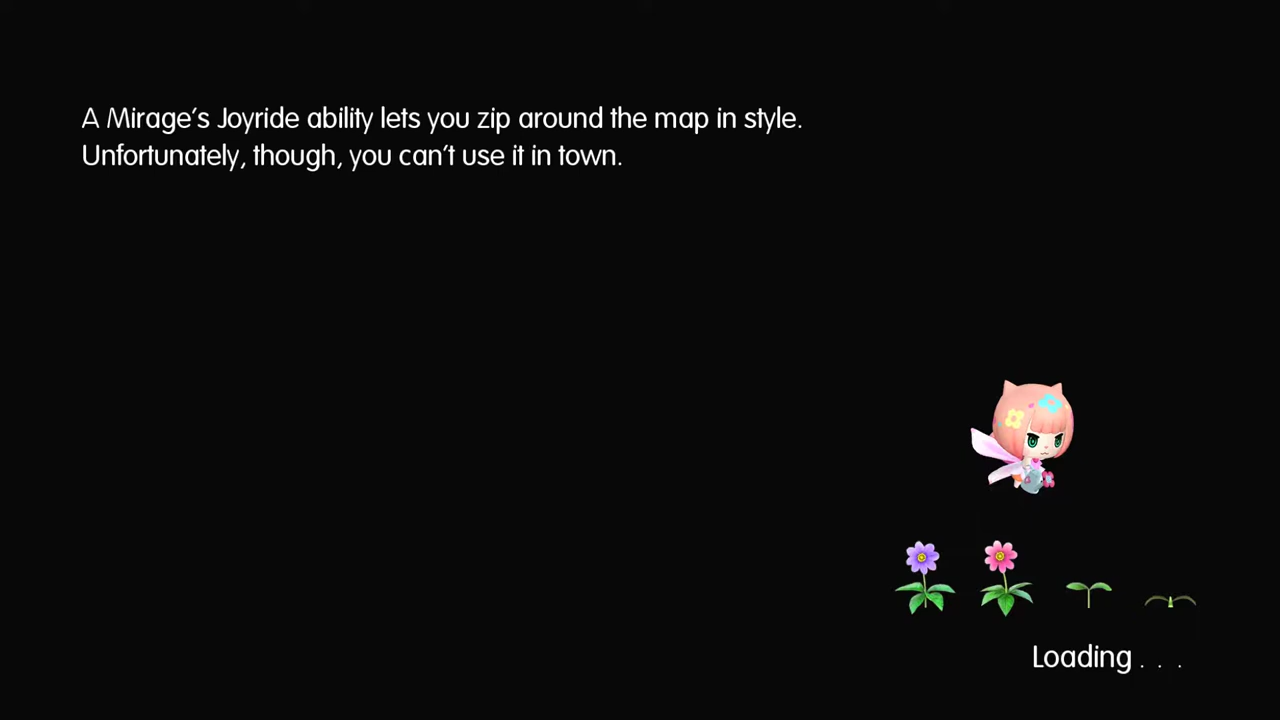 A Mirage's Joyride ability lets you zip around the map in style.
Unfortunately, though, you can't use it in town.
Loading . . .